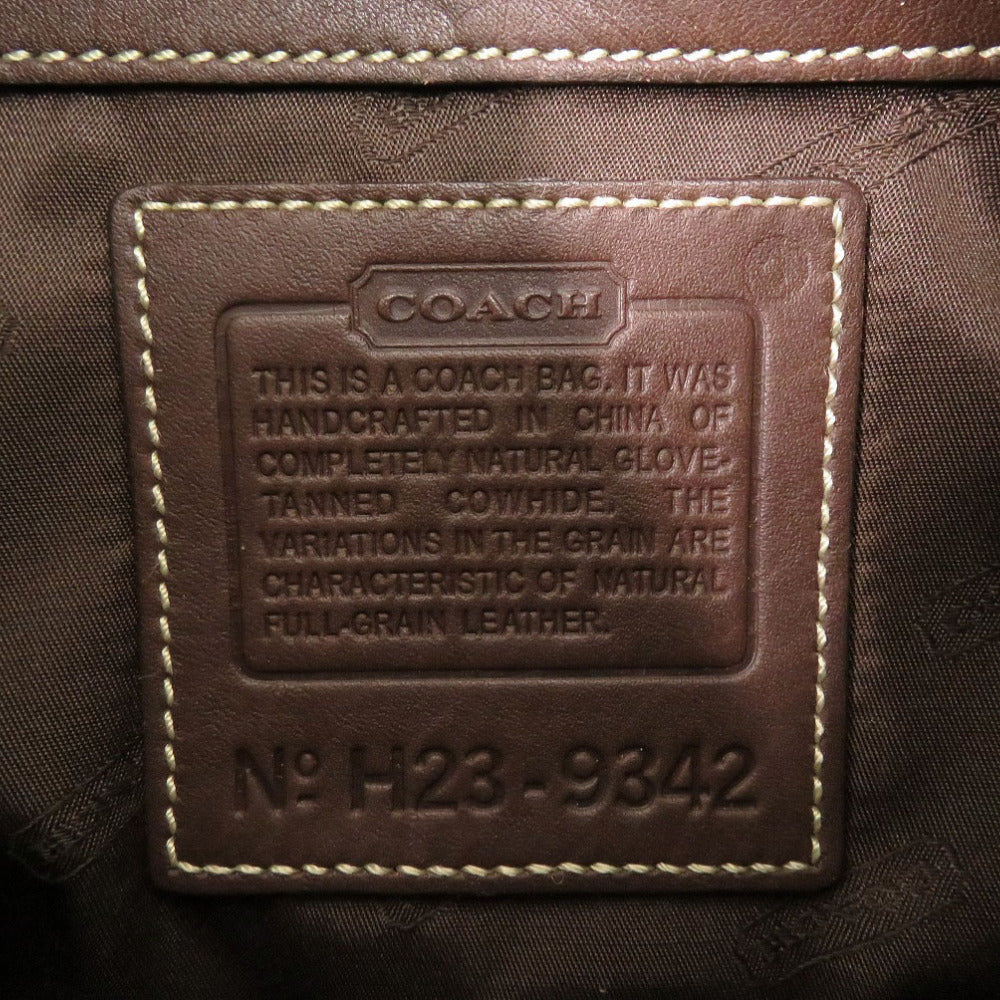 COACH
THIS IS A COACH BAG. IT WAS
HANDCRAFTED IN CHINA OF
COMPLETELY NATURAL GLOVE-
TANNED COWHIDE. THE
VARIATIONS IN THE GRAIN ARE
CHARACTERISTIC OF NATURAL
FULL-GRAIN LEATHER.
Nº H23-9342